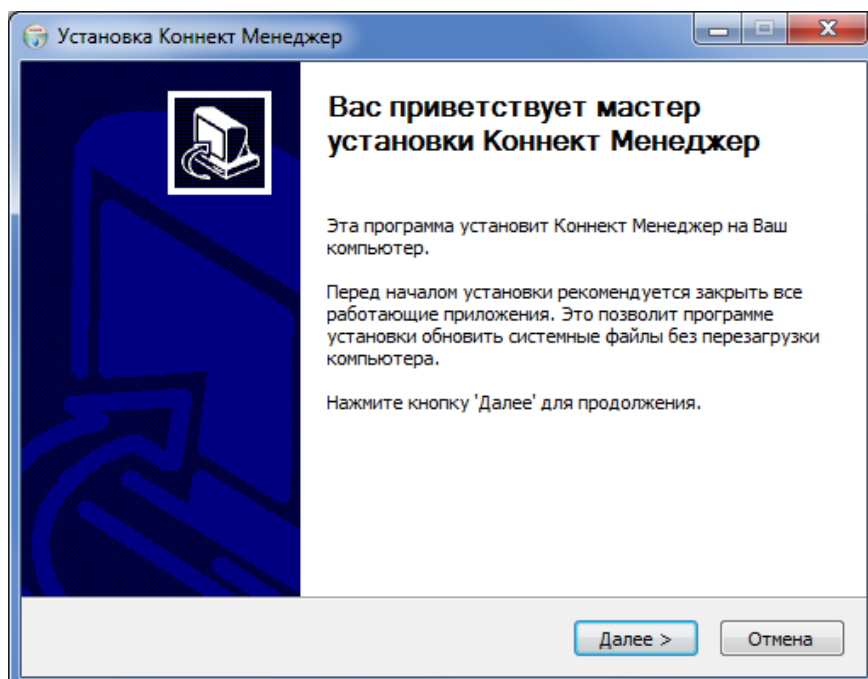 Установка Коннект Менеджер
Вас приветствует мастер
установки Коннект Менеджер
Эта программа установит Коннект Менеджер на Ваш
компьютер.
Перед началом установки рекомендуется закрыть все
работающие приложения. Это позволит программе
установки обновить системные файлы без перезагрузки
компьютера.
Нажмите кнопку 'Далее' для продолжения.
Далее >
Отмена